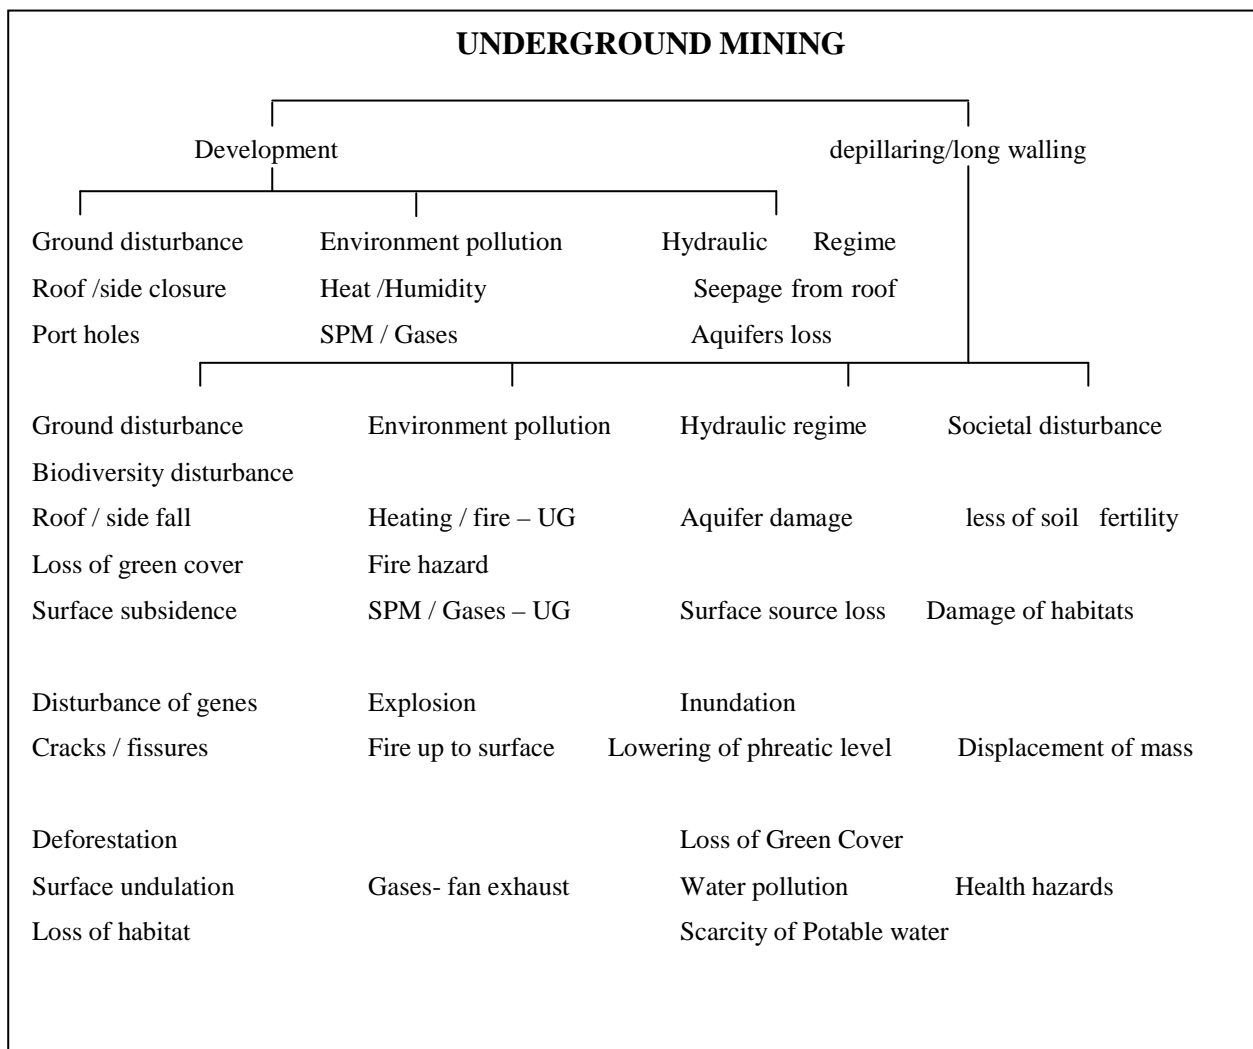 UNDERGROUND MINING
Development depillaring/long walling
Ground disturbance Environment pollution Hydraulic Regime
Roof /side closure Heat /Humidity Seepage from roof
Port holes SPM / Gases Aquifers loss
Ground disturbance Environment pollution Hydraulic regime Societal disturbance
Biodiversity disturbance
Roof / side fall Heating / fire – UG Aquifer damage less of soil fertility
Loss of green cover Fire hazard
Surface subsidence SPM / Gases – UG Surface source loss Damage of habitats
Disturbance of genes Explosion Inundation
Cracks / fissures Fire up to surface Lowering of phreatic level Displacement of mass
Deforestation Loss of Green Cover
Surface undulation Gases- fan exhaust Water pollution Health hazards
Loss of habitat Scarcity of Potable water